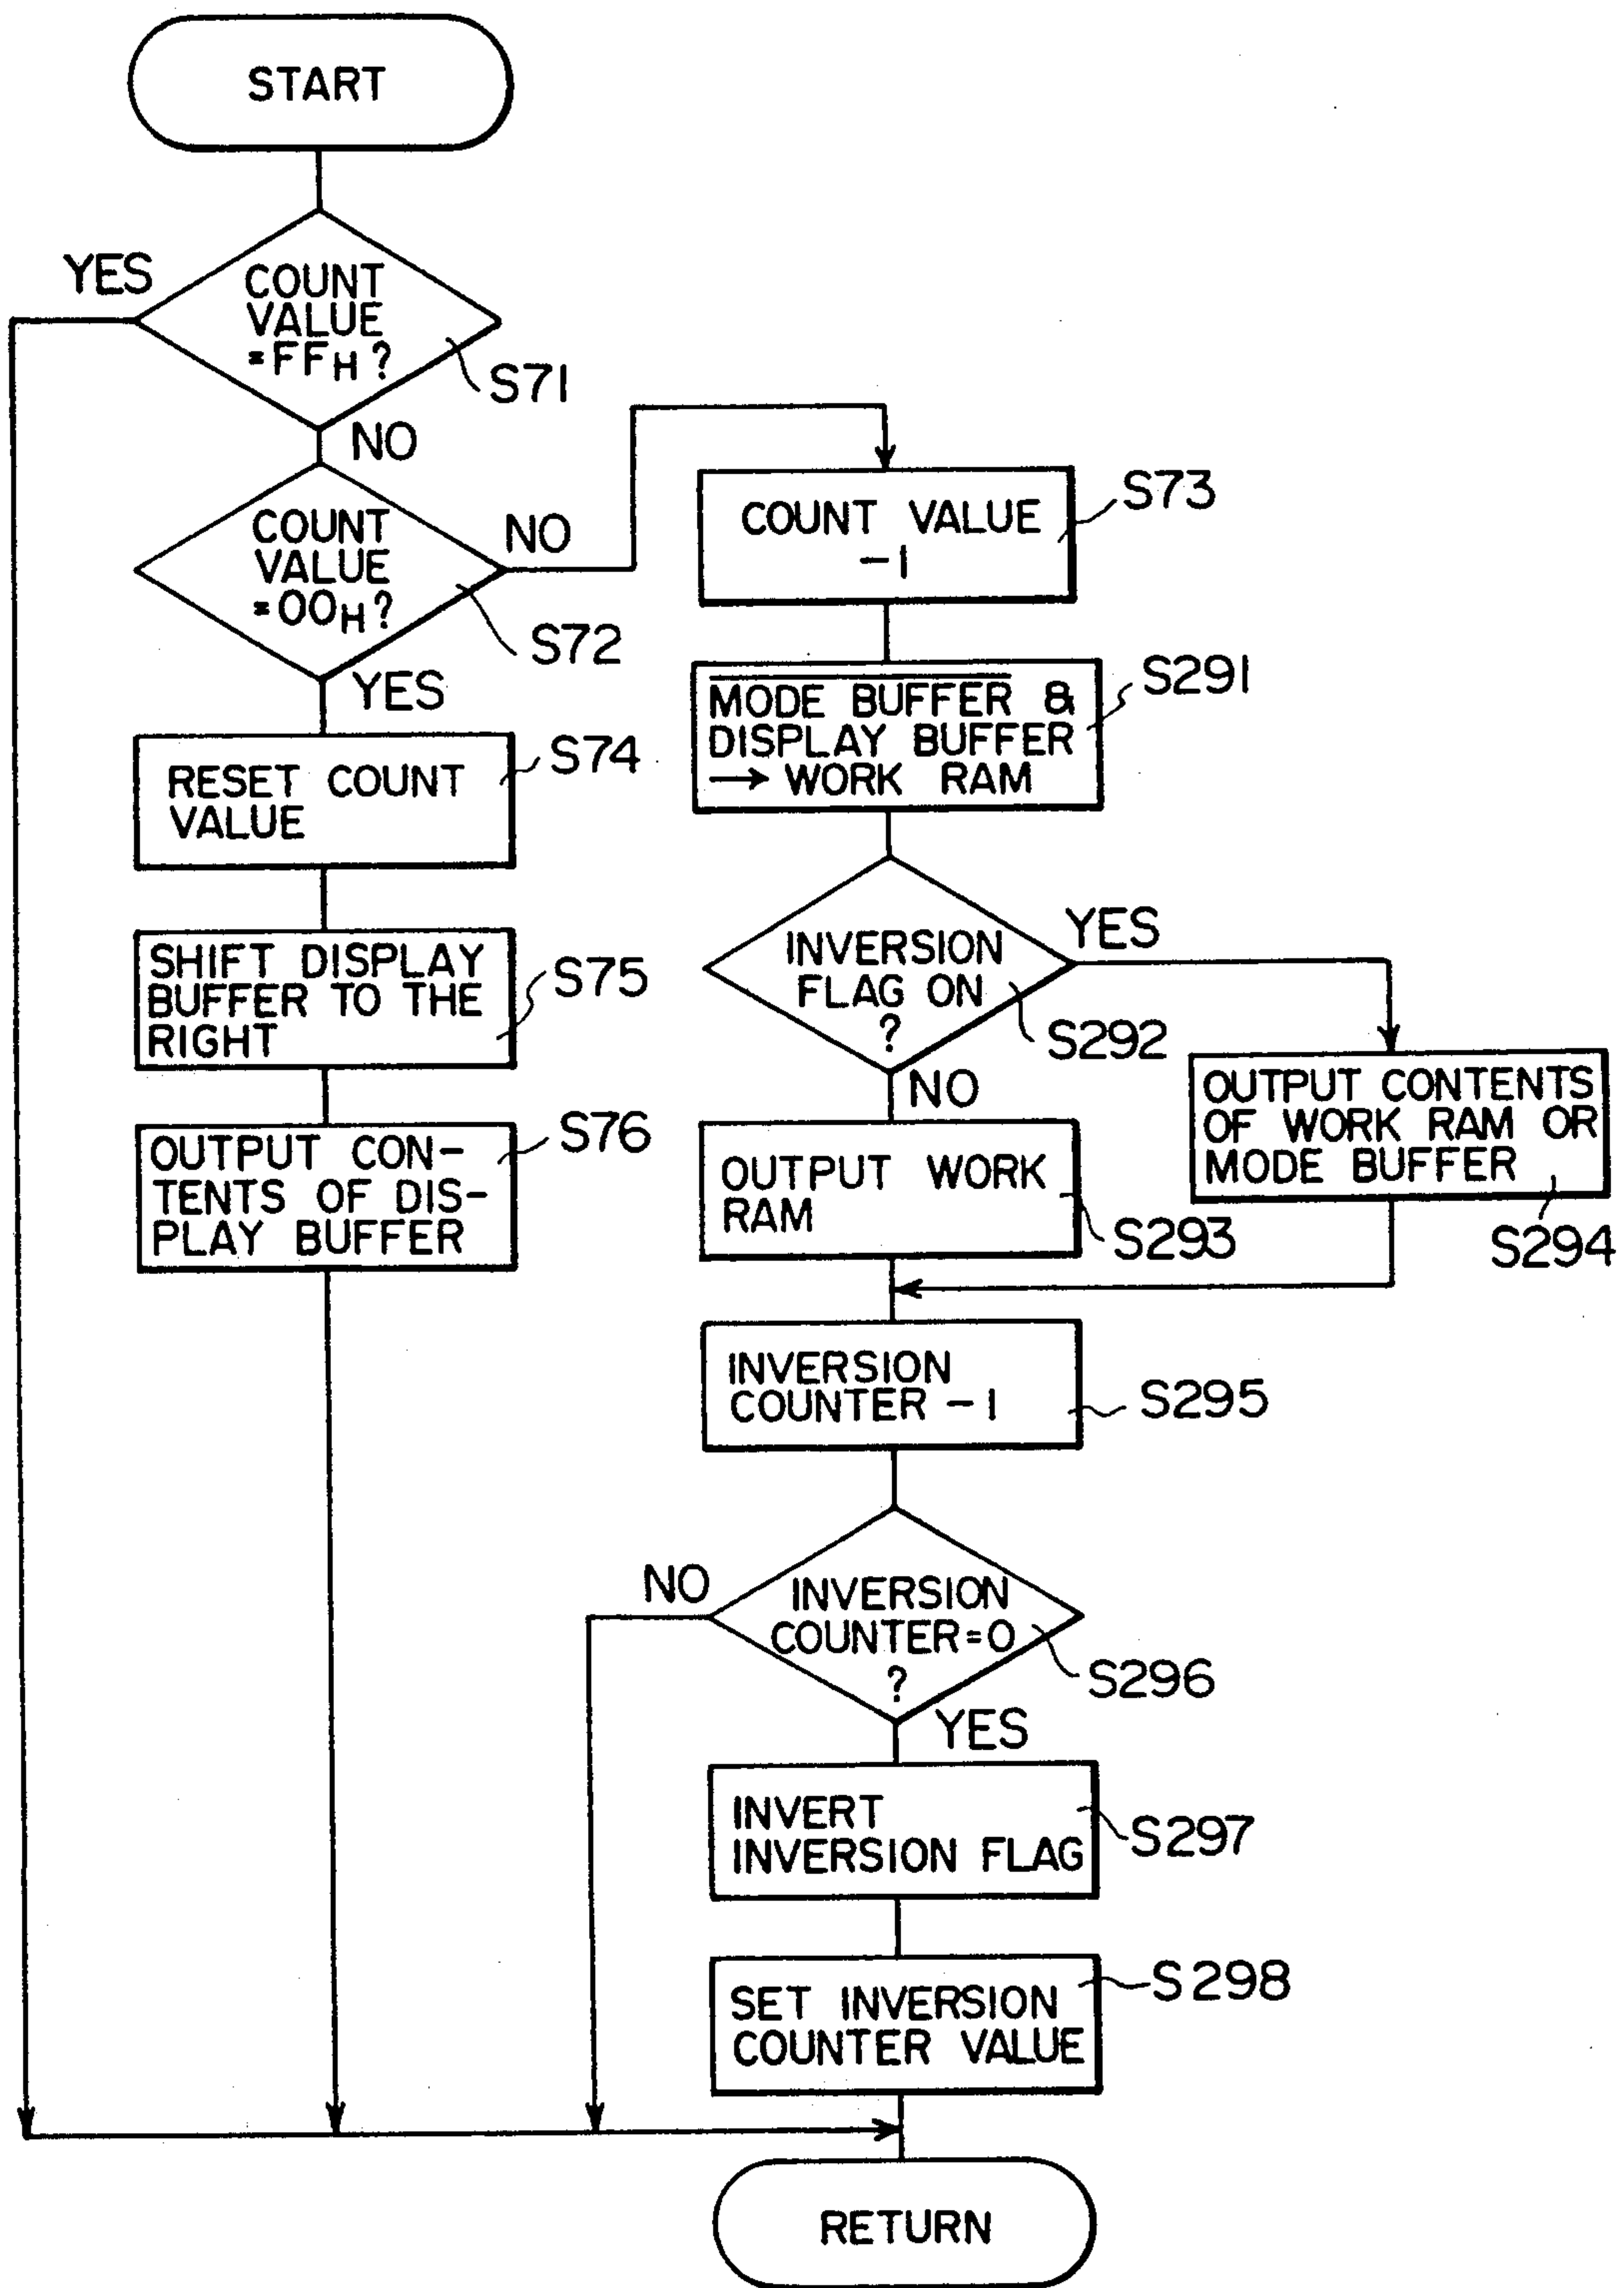 START
YES
COUNT
VALUE
=FFH?
S71
NO
COUNT
VALUE
=00H?
NO
S72
YES
RESET COUNT
VALUE
S74
SHIFT DISPLAY
BUFFER TO THE
RIGHT
S75
OUTPUT CON-
TENTS OF DIS-
PLAY BUFFER
S76
COUNT VALUE
-1
S73
MODE BUFFER &
DISPLAY BUFFER
→ WORK RAM
S291
INVERSION
FLAG ON
?
YES
S292
NO
OUTPUT WORK
RAM
S293
OUTPUT CONTENTS
OF WORK RAM OR
MODE BUFFER
S294
INVERSION
COUNTER -1
S295
NO
INVERSION
COUNTER=0
?
S296
YES
INVERT
INVERSION FLAG
S297
SET INVERSION
COUNTER VALUE
S298
RETURN